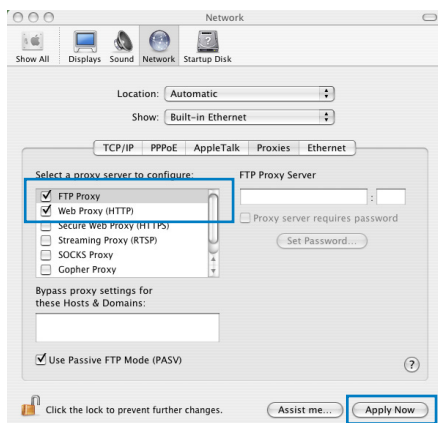 Network
Show All Displays Sound Network Startup Disk
Location: Automatic
Show: Built-in Ethernet
TCP/IP PPPoE AppleTalk Proxies Ethernet
Select a proxy server to configure: FTP Proxy Server
FTP Proxy
:
Web Proxy (HTTP)
Proxy server requires password
Secure Web Proxy (HTTPS)
Streaming Proxy (RTSP)
Set Password...
SOCKS Proxy
Gopher Proxy
Bypass proxy settings for
these Hosts & Domains:
Use Passive FTP Mode (PASV)
?
Click the lock to prevent further changes.
Assist me...
Apply Now